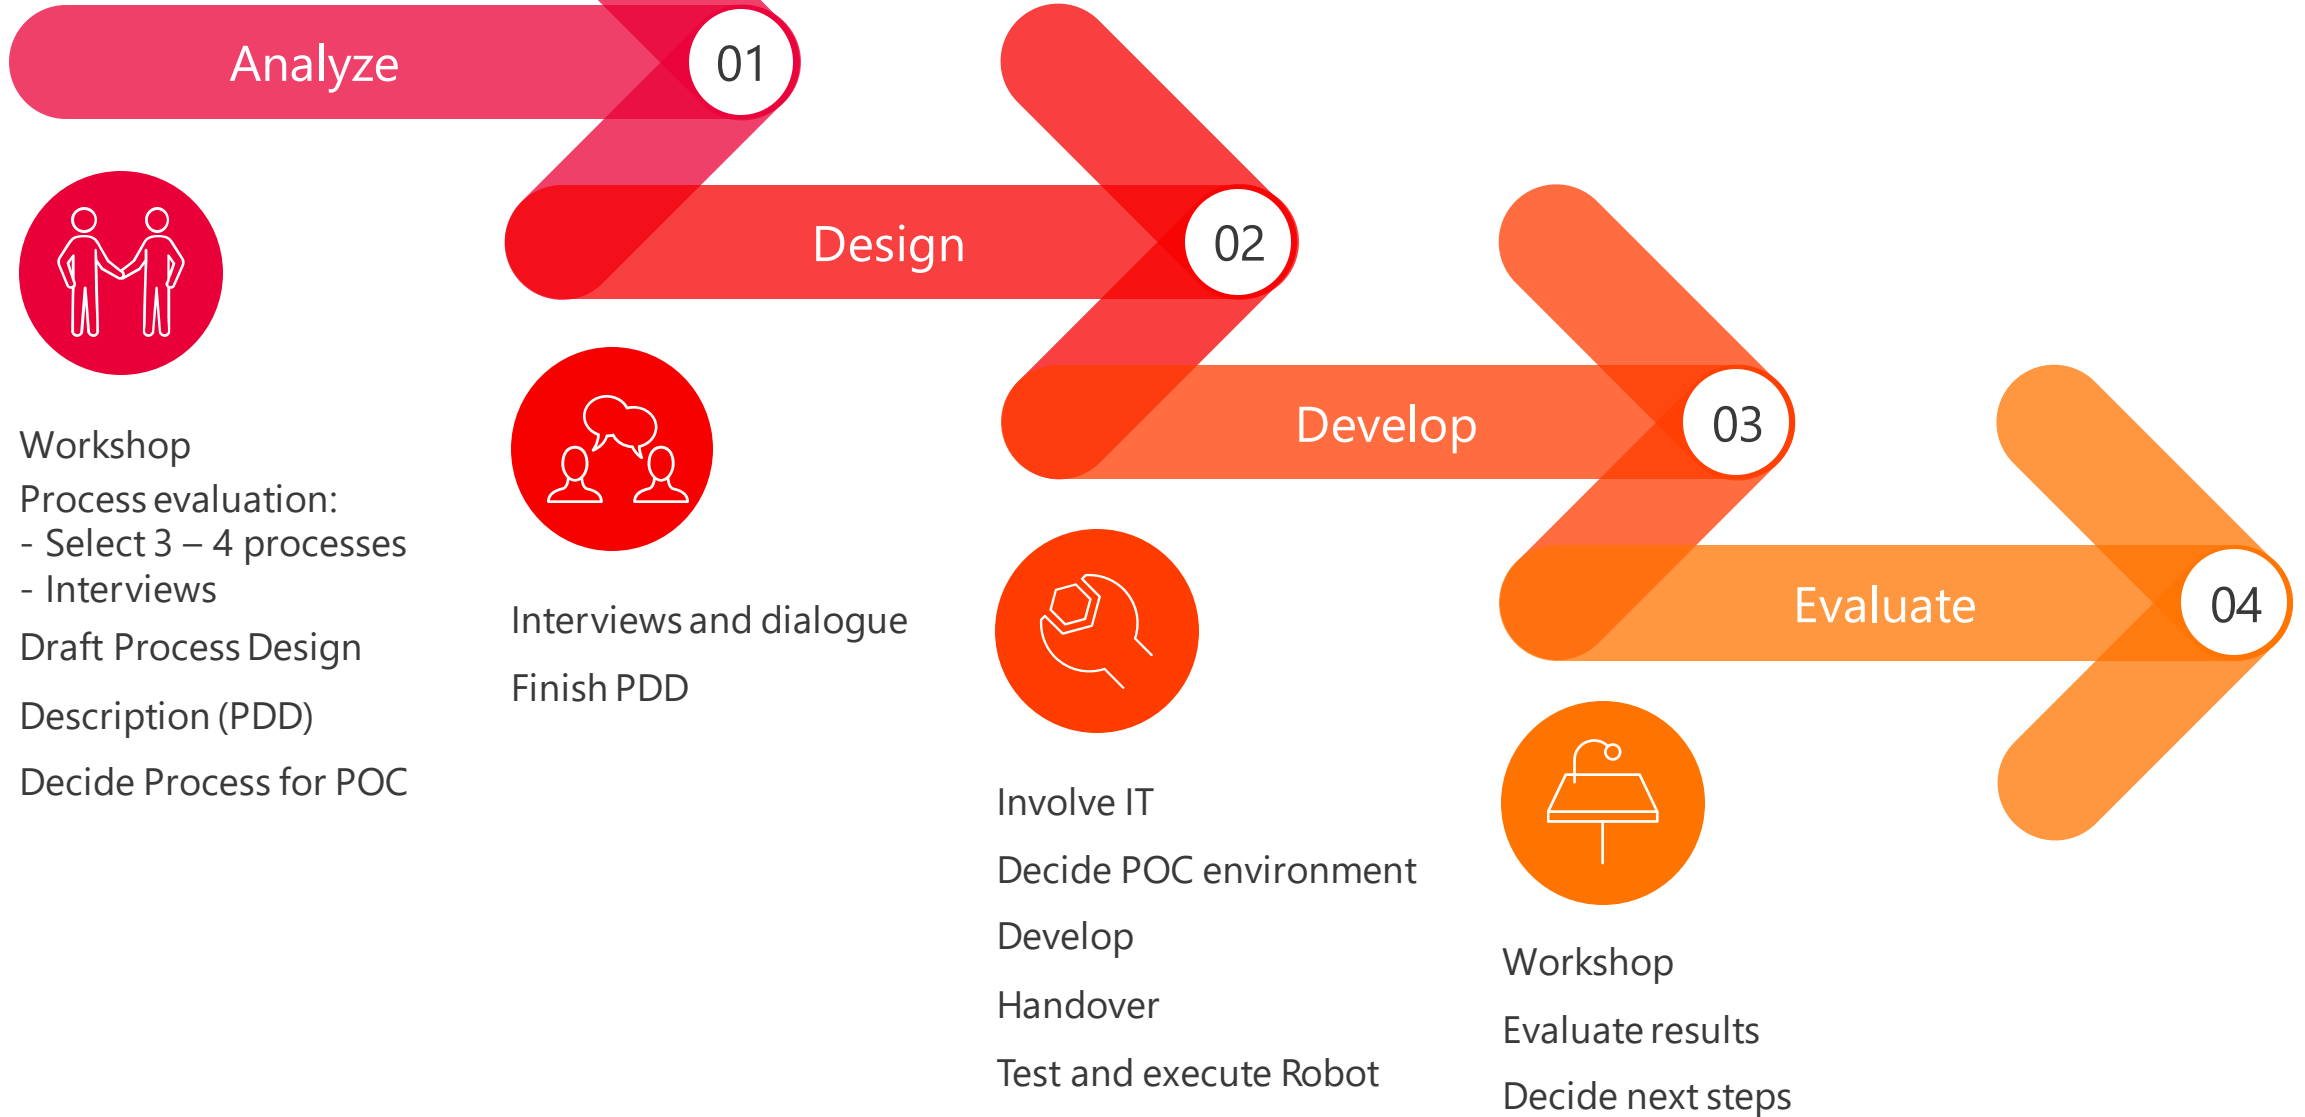 Analyze
01
Workshop
Process evaluation:
- Select 3 – 4 processes
- Interviews
Draft Process Design
Description (PDD)
Decide Process for POC
Design
02
Interviews and dialogue
Finish PDD
Develop
03
Involve IT
Decide POC environment
Develop
Handover
Test and execute Robot
Evaluate
04
Workshop
Evaluate results
Decide next steps